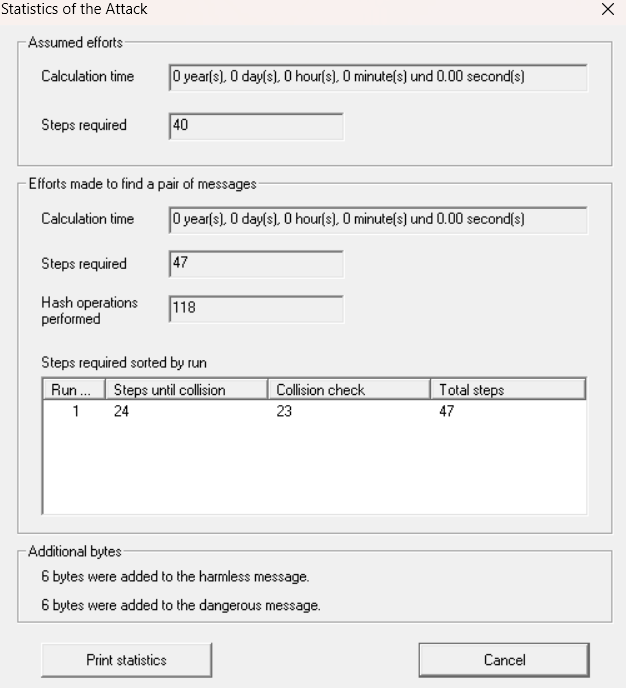 Statistics of the Attack
Assumed efforts
Calculation time 0 year(s), 0 day(s), 0 hour(s), 0 minute(s) und 0.00 second(s)
Steps required 40
Efforts made to find a pair of messages
Calculation time 0 year(s), 0 day(s), 0 hour(s), 0 minute(s) und 0.00 second(s)
Steps required 47
Hash operations
performed 118
Steps required sorted by run
Run ... Steps until collision Collision check Total steps
1 24 23 47
Additional bytes
6 bytes were added to the harmless message.
6 bytes were added to the dangerous message.
Print statistics Cancel